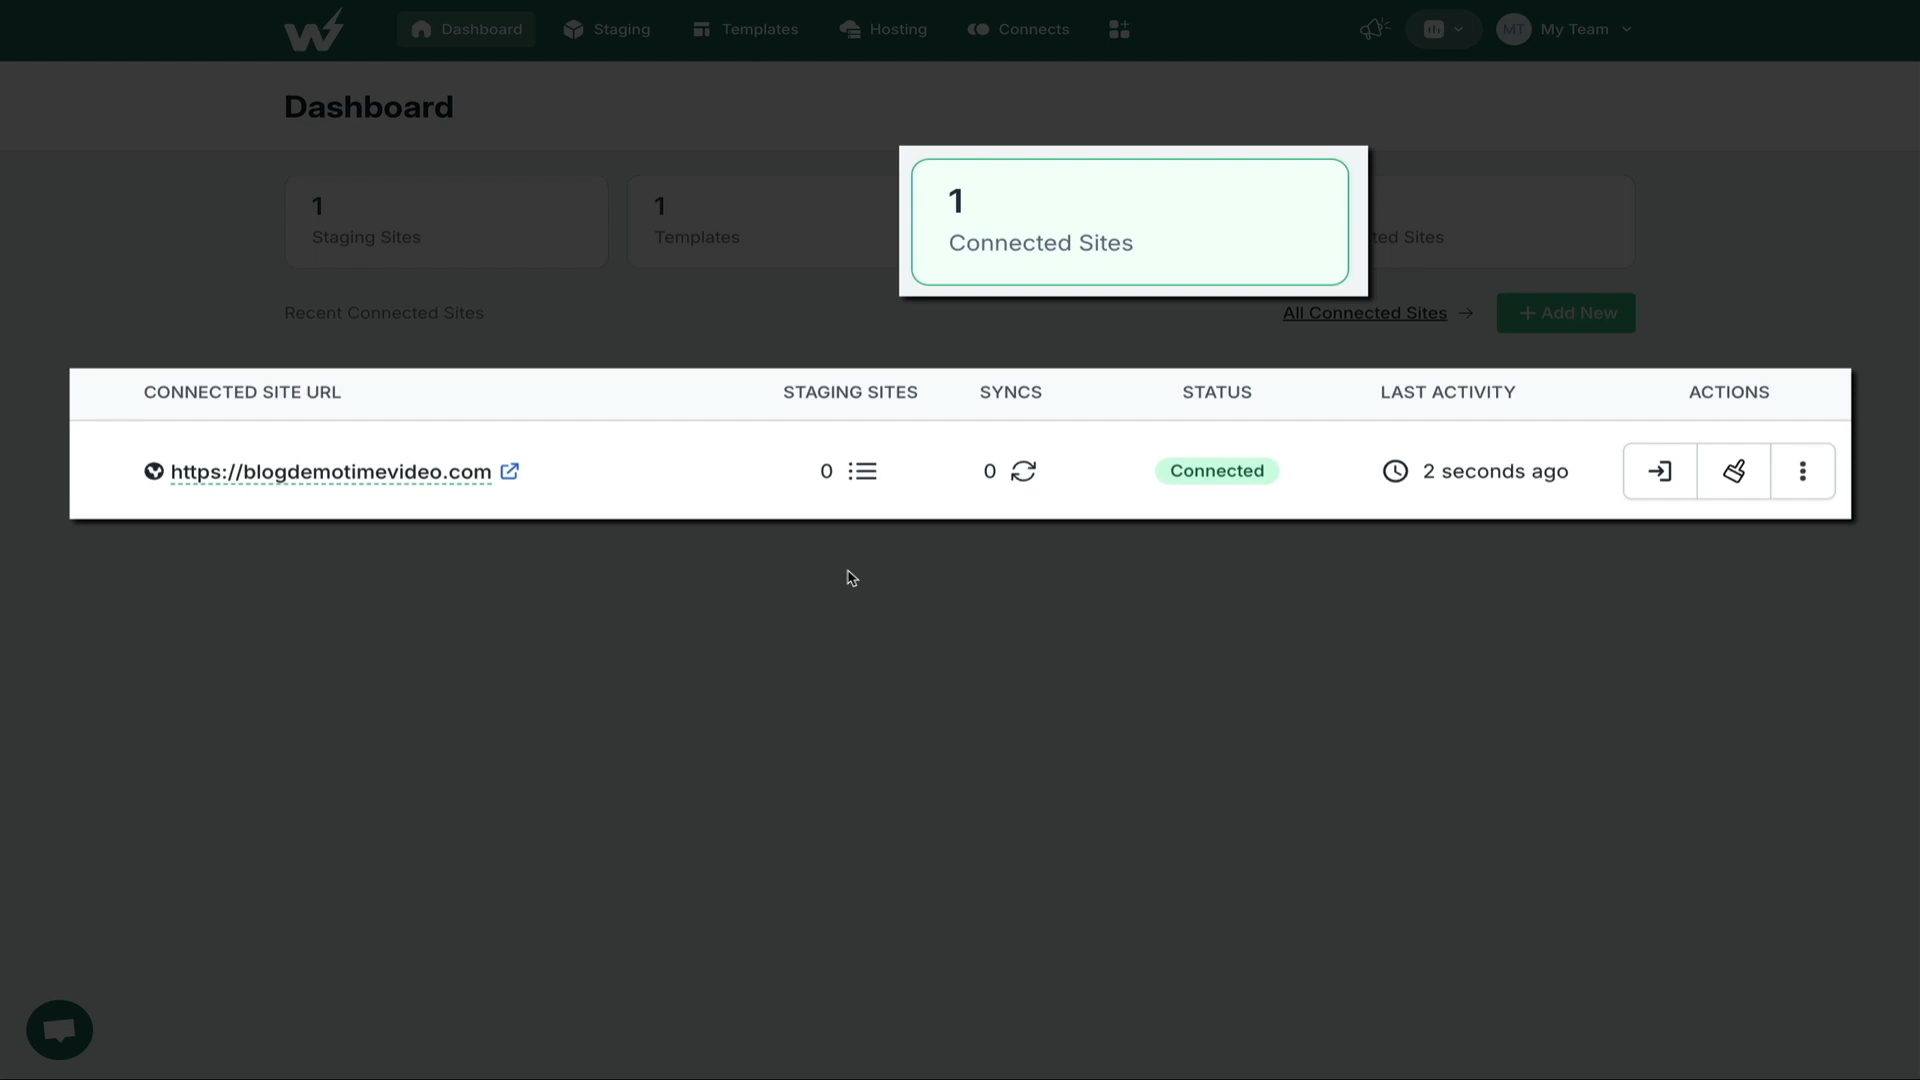 Dashboard
Staging
Templates
Hosting
Connects
MT
My Team
Dashboard
1
Staging Sites
1
Templates
1
Connected Sites
ted Sites
Recent Connected Sites
All Connected Sites →
+ Add New
CONNECTED SITE URL
STAGING SITES
SYNCS
STATUS
LAST ACTIVITY
ACTIONS
https://blogdemotimevideo.com
0
0
Connected
2 seconds ago